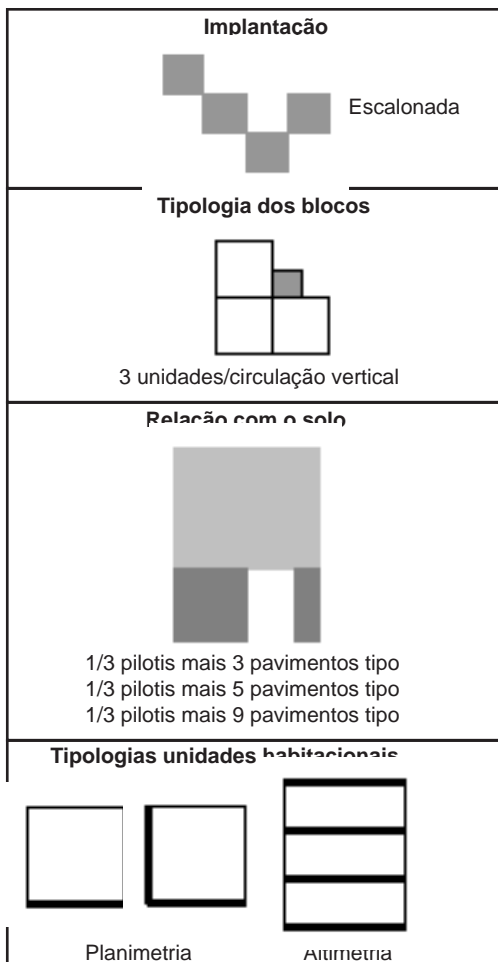 Implantação
Escalonada
Tipologia dos blocos
3 unidades/circulação vertical
Relação com o solo
1/3 pilotis mais 3 pavimentos tipo
1/3 pilotis mais 5 pavimentos tipo
1/3 pilotis mais 9 pavimentos tipo
Tipologias unidades habitacionais
Planimetria
Altimetria